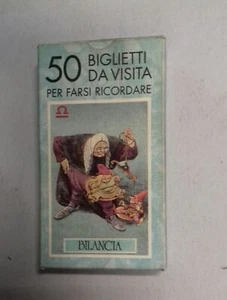 50 BIGLIETTI
DA VISITA
PER FARSI RICORDARE
BILANCIA